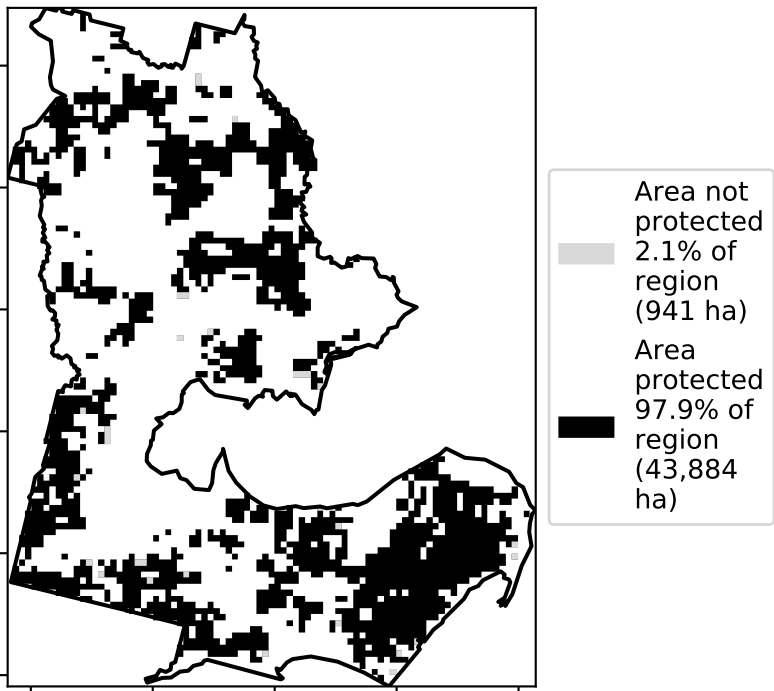 Area not
protected
2.1% of
region
(941 ha)
Area
protected
97.9% of
region
(43,884
ha)